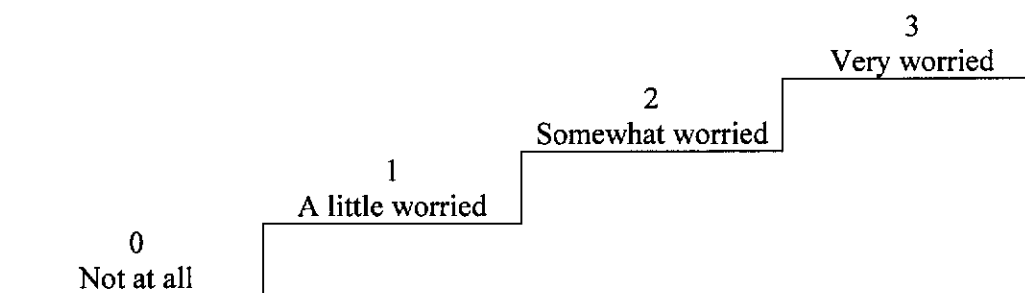 3
Very worried
2
Somewhat worried
1
A little worried
0
Not at all